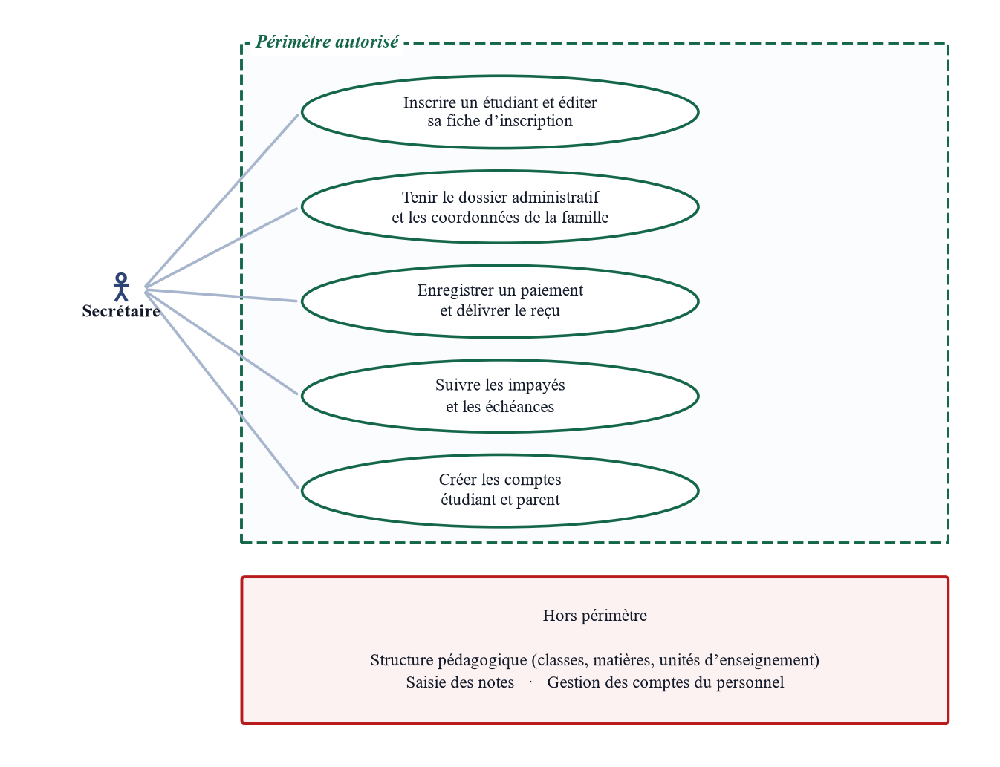 Périmètre autorisé
Inscrire un étudiant et éditer
sa fiche d’inscription
Tenir le dossier administratif
et les coordonnées de la famille
Enregistrer un paiement
et délivrer le reçu
Secrétaire
Suivre les impayés
et les échéances
Créer les comptes
étudiant et parent
Hors périmètre
Structure pédagogique (classes, matières, unités d’enseignement)
Saisie des notes · Gestion des comptes du personnel